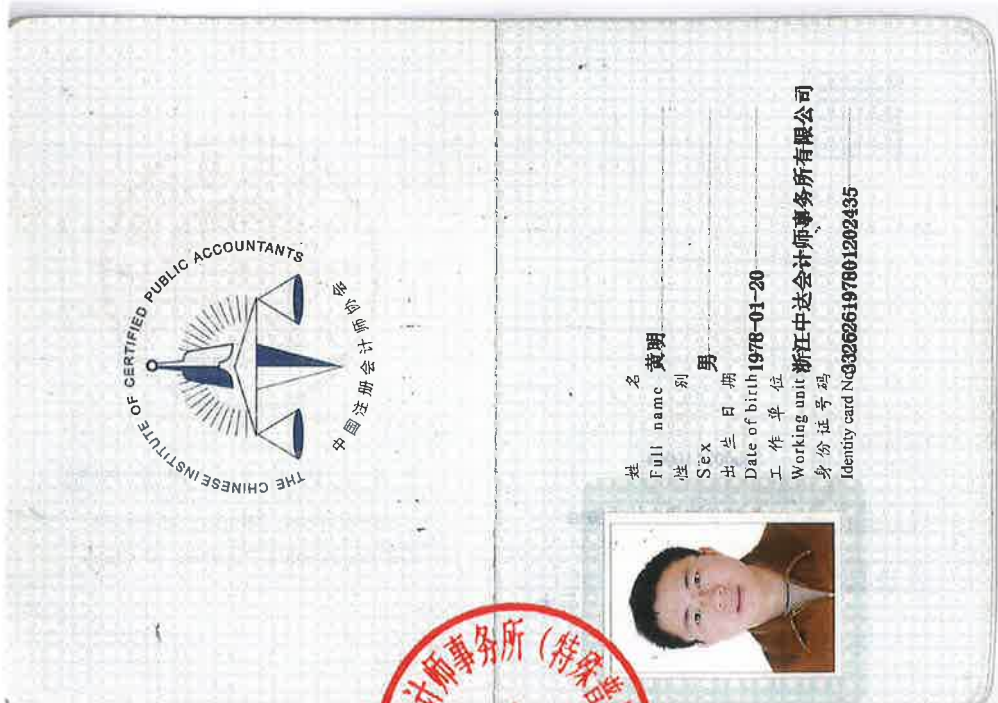 THE CHINESE INSTITUTE OF CERTIFIED PUBLIC ACCOUNTANTS
中国注册会计师协会
姓 名
Full name 黄明
性 别
Sex 男
出 生 日 期
Date of birth 1978-01-20
工 作 单 位
Working unit 浙江中达会计师事务所有限公司
身 份 证 号 码
Identity card No. 332626197801202435
计师事务所（特殊普